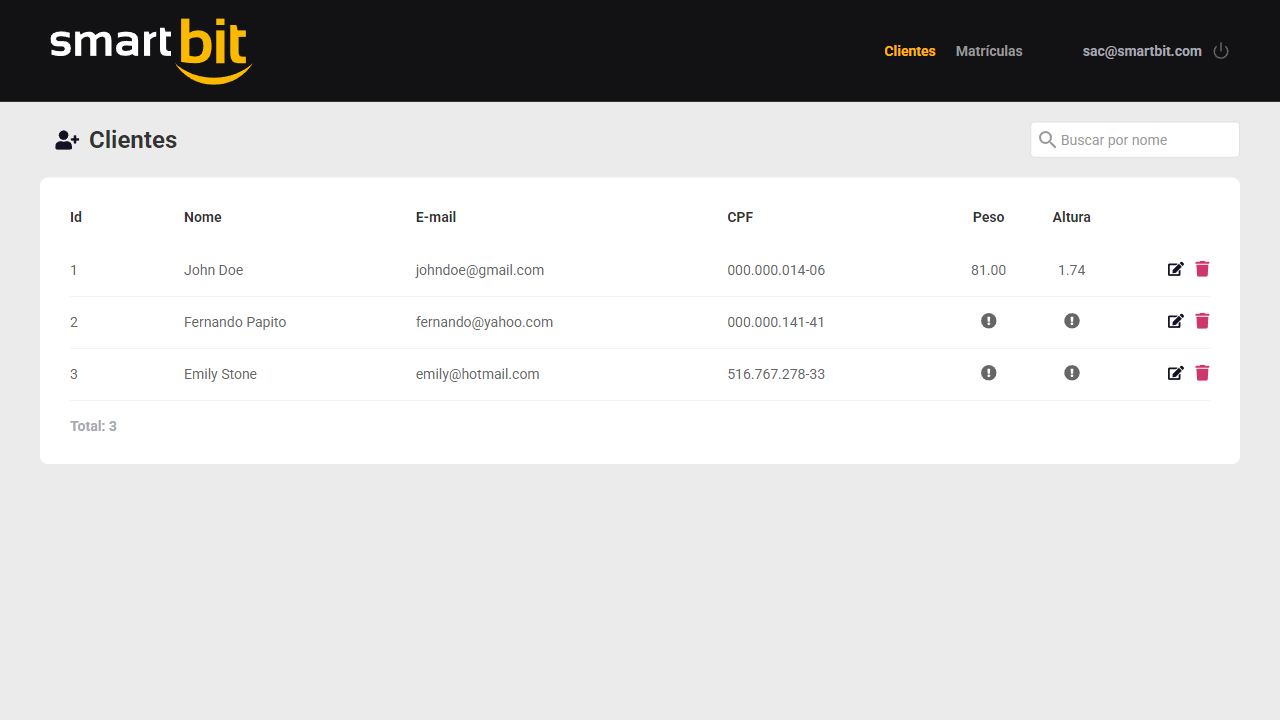 smartbit
Clientes Matrículas sac@smartbit.com
Clientes
Buscar por nome
Id Nome E-mail CPF Peso Altura
1 John Doe johndoe@gmail.com 000.000.014-06 81.00 1.74
2 Fernando Papito fernando@yahoo.com 000.000.141-41
3 Emily Stone emily@hotmail.com 516.767.278-33
Total: 3